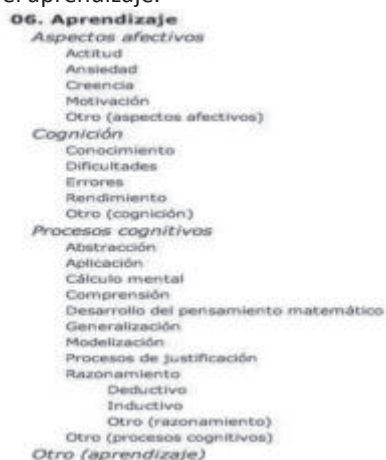 el aprendizaje.
06. Aprendizaje
Aspectos afectivos
Actitud
Ansiedad
Creencia
Motivación
Otro (aspectos afectivos)
Cognición
Conocimiento
Dificultades
Errores
Rendimiento
Otro (cognición)
Procesos cognitivos
Abstracción
Aplicación
Cálculo mental
Comprensión
Desarrollo del pensamiento matemático
Generalización
Modelización
Procesos de justificación
Razonamiento
Deductivo
Inductivo
Otro (razonamiento)
Otro (procesos cognitivos)
Otro (aprendizaje)